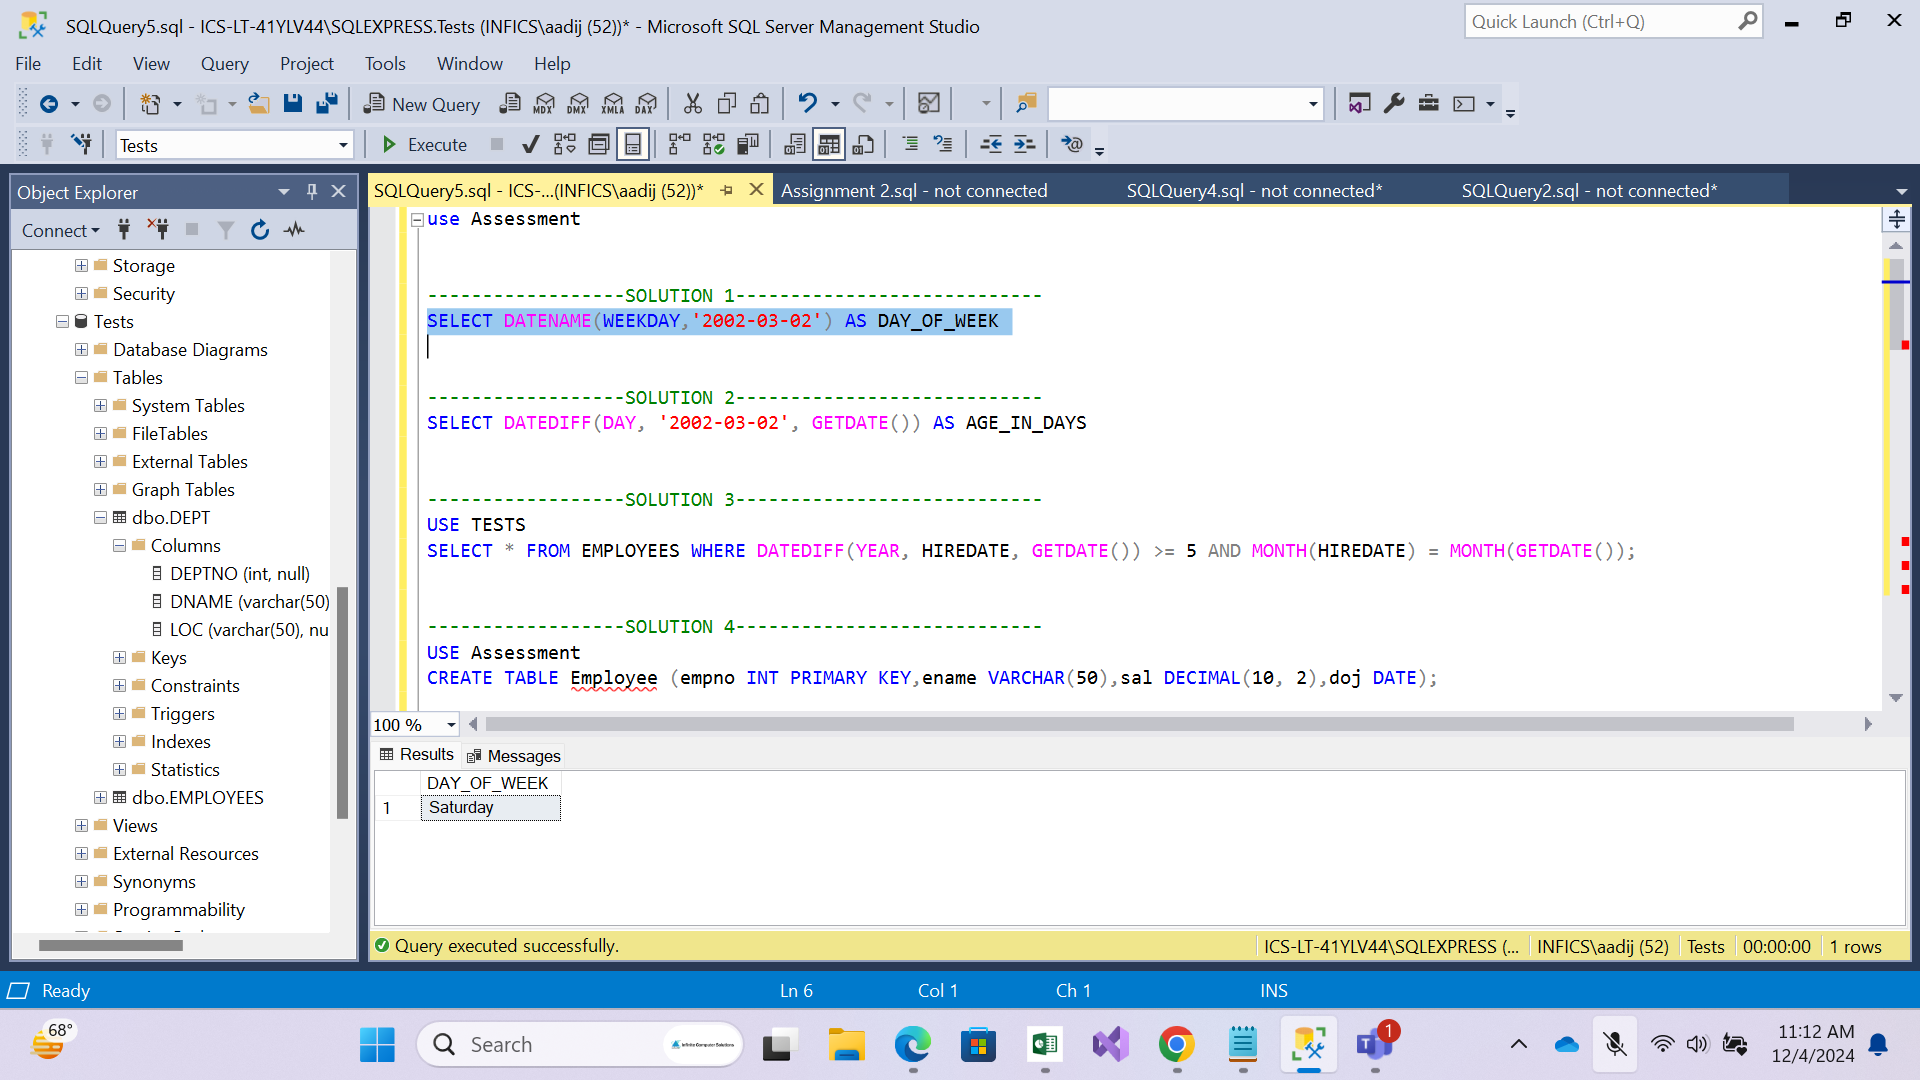 SQLQuery5.sql - ICS-LT-41YLV44\SQLEXPRESS.Tests (INFICS\aadij (52))* - Microsoft SQL Server Management Studio
Quick Launch (Ctrl+Q)
File Edit View Query Project Tools Window Help
New Query MDX DMX XMLA DAX
Tests Execute
Object Explorer
SQLQuery5.sql - ICS-...(INFICS\aadij (52))* Assignment 2.sql - not connected SQLQuery4.sql - not connected* SQLQuery2.sql - not connected*
Connect
Storage
Security
Tests
Database Diagrams
Tables
System Tables
FileTables
External Tables
Graph Tables
dbo.DEPT
Columns
DEPTNO (int, null)
DNAME (varchar(50)
LOC (varchar(50), nu
Keys
Constraints
Triggers
Indexes
Statistics
dbo.EMPLOYEES
Views
External Resources
Synonyms
Programmability
use Assessment
------------------SOLUTION 1----------------------------
SELECT DATENAME(WEEKDAY,'2002-03-02') AS DAY_OF_WEEK
------------------SOLUTION 2----------------------------
SELECT DATEDIFF(DAY, '2002-03-02', GETDATE()) AS AGE_IN_DAYS
------------------SOLUTION 3----------------------------
USE TESTS
SELECT * FROM EMPLOYEES WHERE DATEDIFF(YEAR, HIREDATE, GETDATE()) >= 5 AND MONTH(HIREDATE) = MONTH(GETDATE());
------------------SOLUTION 4----------------------------
USE Assessment
CREATE TABLE Employee (empno INT PRIMARY KEY,ename VARCHAR(50),sal DECIMAL(10, 2),doj DATE);
100 %
Results Messages
DAY_OF_WEEK
1 Saturday
Query executed successfully. ICS-LT-41YLV44\SQLEXPRESS (... INFICS\aadij (52) Tests 00:00:00 1 rows
Ready Ln 6 Col 1 Ch 1 INS
68°
Search
Infinite Computer Solutions
1
11:12 AM
12/4/2024